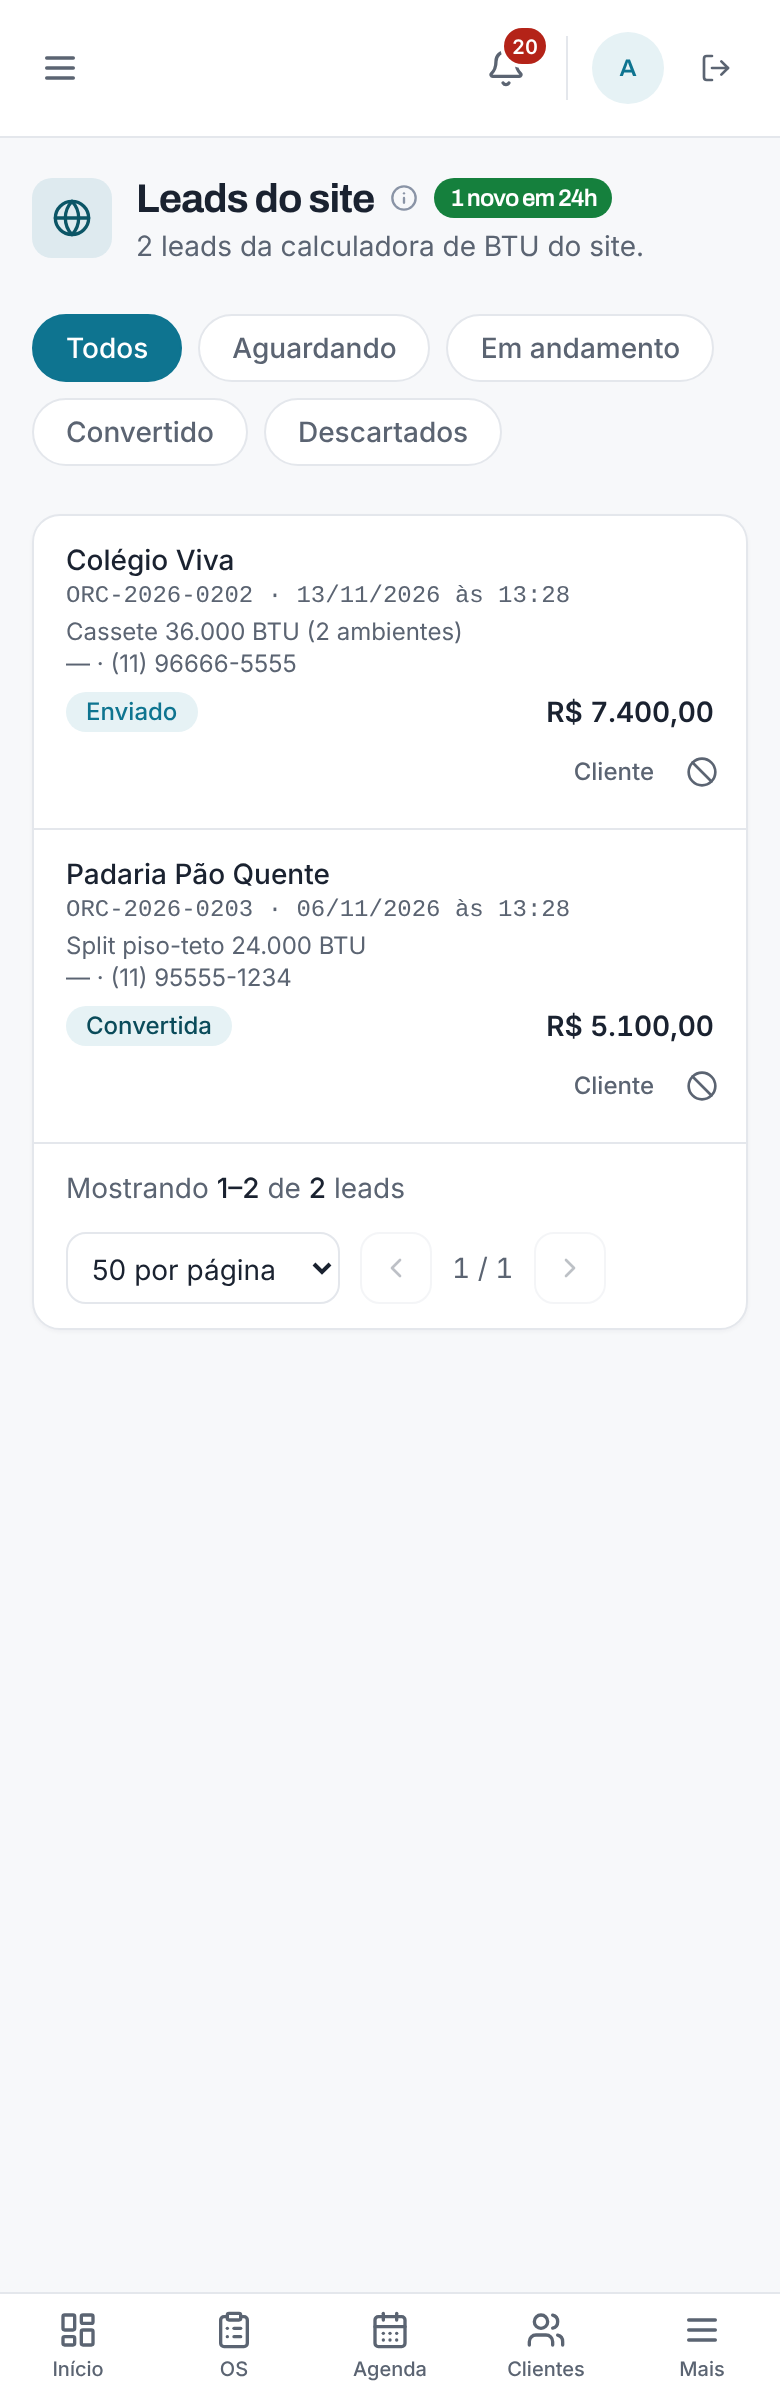 20
A
Leads do site
1 novo em 24h
2 leads da calculadora de BTU do site.
Todos
Aguardando
Em andamento
Convertido
Descartados
Colégio Viva
ORC-2026-0202 · 13/11/2026 às 13:28
Cassete 36.000 BTU (2 ambientes)
— · (11) 96666-5555
Enviado
R$ 7.400,00
Cliente
Padaria Pão Quente
ORC-2026-0203 · 06/11/2026 às 13:28
Split piso-teto 24.000 BTU
— · (11) 95555-1234
Convertida
R$ 5.100,00
Cliente
Mostrando 1–2 de 2 leads
50 por página
1 / 1
Início
OS
Agenda
Clientes
Mais